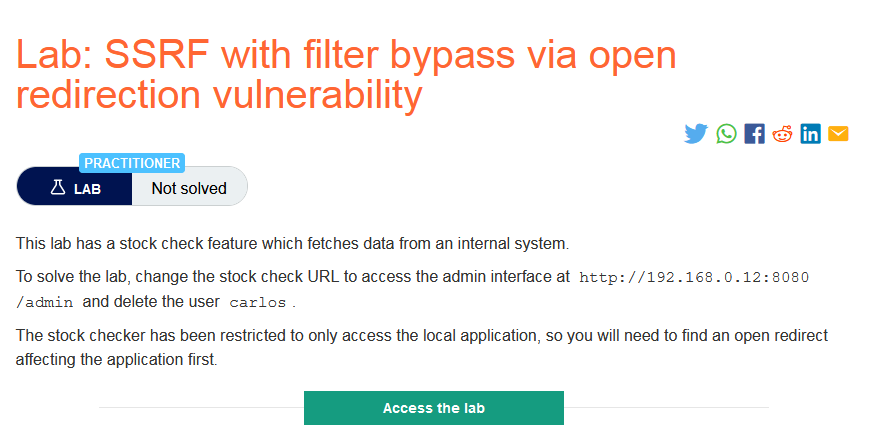 Lab: SSRF with filter bypass via open
redirection vulnerability
PRACTITIONER
LAB
Not solved
This lab has a stock check feature which fetches data from an internal system.
To solve the lab, change the stock check URL to access the admin interface at http://192.168.0.12:8080
/admin and delete the user carlos .
The stock checker has been restricted to only access the local application, so you will need to find an open redirect
affecting the application first.
Access the lab